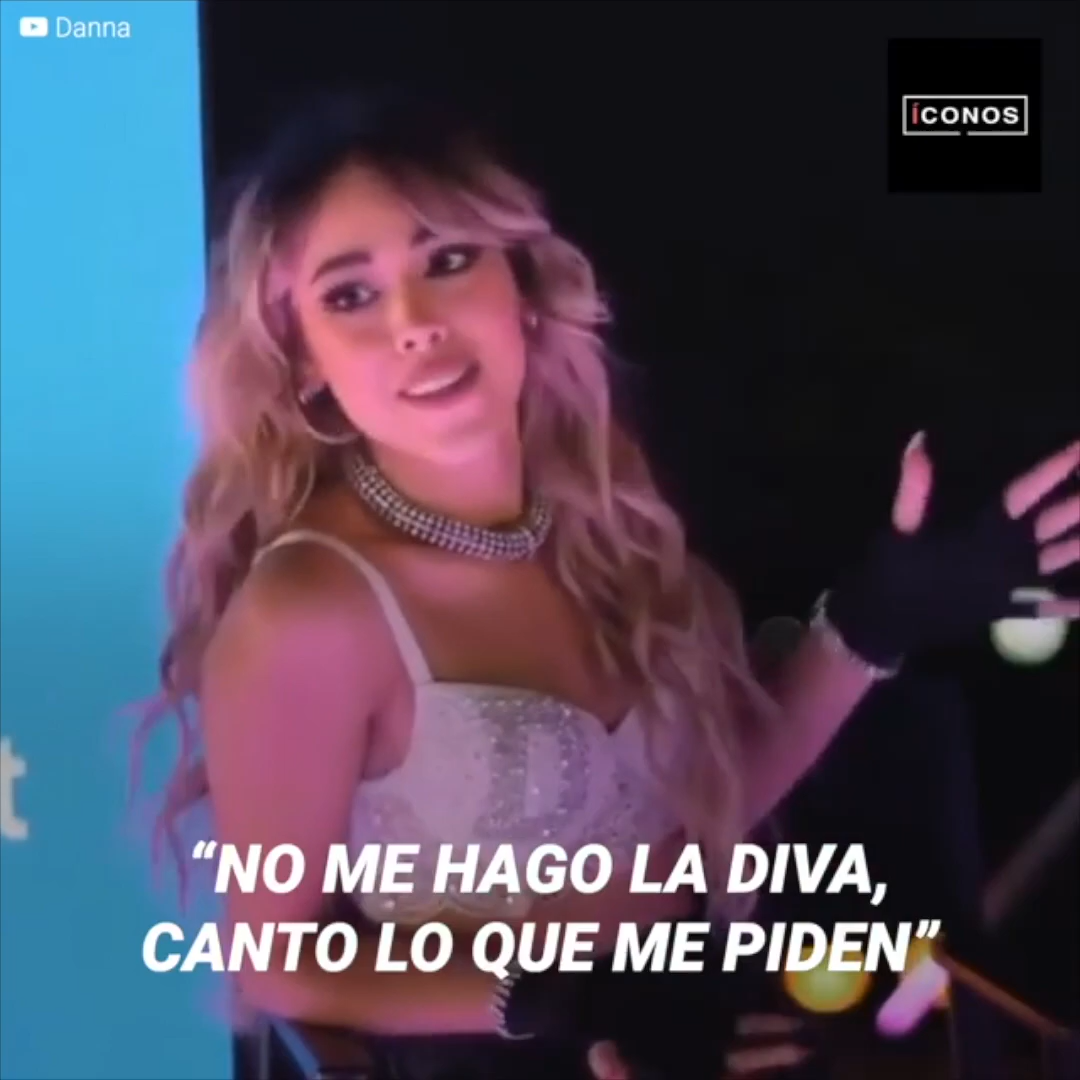 Danna
ÍCONOS
t
“NO ME HAGO LA DIVA,
CANTO LO QUE ME PIDEN”